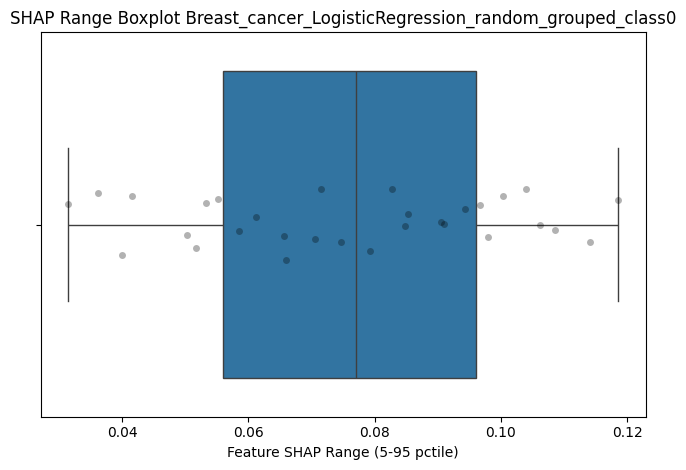 SHAP Range Boxplot Breast_cancer_LogisticRegression_random_grouped_class0
0.04 0.06 0.08 0.10 0.12
Feature SHAP Range (5-95 pctile)